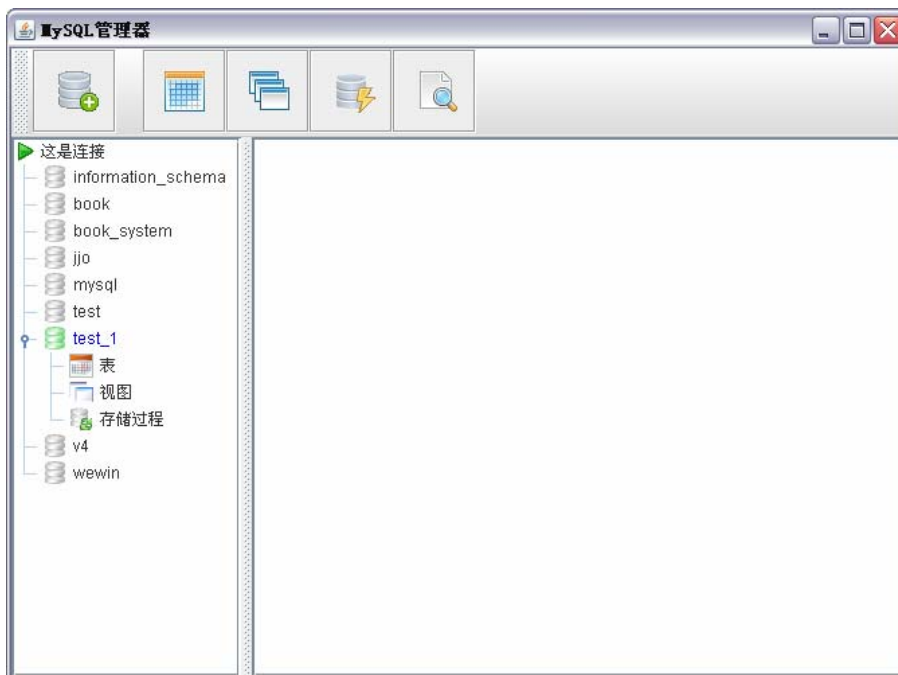 MySQL管理器
这是连接
information_schema
book
book_system
jjo
mysql
test
test_1
表
视图
存储过程
v4
wewin